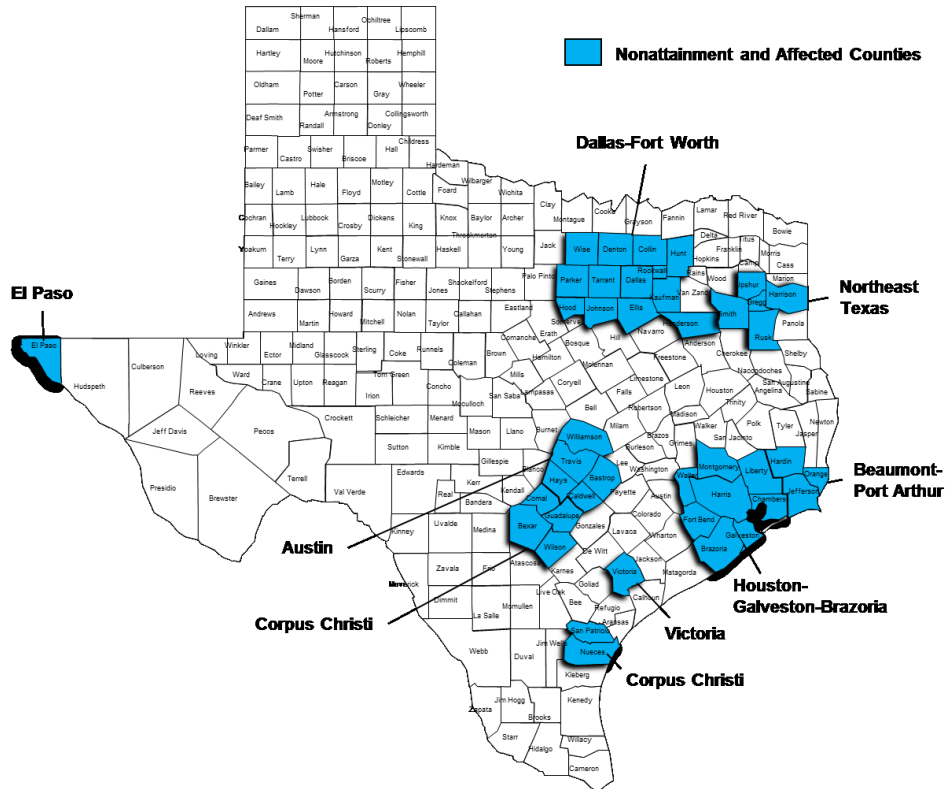 Sherman
Ochiltree
Dallam
Hansford
Lipscomb
Hartley
Hutchinson
Hemphill
Moore
Roberts
Oldham
Carson
Wheeler
Potter
Gray
Deaf Smith
Armstrong
Collingsworth
Randall
Donley
Parmer
Swisher
Hall
Childress
Castro
Briscoe
Hardeman
Nonattainment and Affected Counties
Dallas-Fort Worth
Bailey
Lamb
Hale
Floyd
Motley
Cottle
Foard
Wilbarger
Wichita
Clay
Montague
Cooke
Grayson
Fannin
Lamar
Red River
Bowie
Cochran
Hockley
Lubbock
Crosby
Dickens
King
Knox
Baylor
Archer
Throckmorton
Delta
Titus
Franklin
Morris
Hopkins
Camp
Cass
Yoakum
Terry
Lynn
Garza
Kent
Stonewall
Haskell
Young
Jack
Wise
Denton
Collin
Hunt
Rockwall
Rains
Wood
Marion
Upshur
Gaines
Dawson
Borden
Scurry
Fisher
Jones
Shackelford
Stephens
Palo Pinto
Parker
Tarrant
Dallas
Kaufman
Van Zandt
Gregg
Harrison
Smith
Northeast
Texas
El Paso
Andrews
Martin
Howard
Mitchell
Nolan
Taylor
Callahan
Eastland
Hood
Johnson
Ellis
Henderson
Rusk
Panola
Erath
Bosque
Hill
Navarro
Anderson
Cherokee
Shelby
El Paso
Hudspeth
Culberson
Loving
Winkler
Ector
Midland
Glasscock
Sterling
Coke
Runnels
Coleman
Brown
Comanche
Hamilton
Freestone
Limestone
Nacogdoches
San Augustine
Sabine
Reeves
Ward
Crane
Upton
Reagan
Irion
Tom Green
Concho
Mills
Coryell
Falls
Leon
Houston
Angelina
Trinity
Lampasas
San Saba
Bell
Robertson
Madison
Walker
Polk
Tyler
Jasper
Newton
Jeff Davis
Pecos
Crockett
Schleicher
Menard
Mason
Llano
Burnet
Williamson
Milam
Brazos
Grimes
San Jacinto
Sutton
Kimble
Gillespie
Blanco
Travis
Lee
Burleson
Washington
Montgomery
Liberty
Hardin
Orange
Beaumont-
Port Arthur
Presidio
Brewster
Terrell
Val Verde
Edwards
Real
Kerr
Kendall
Bandera
Hays
Bastrop
Comal
Caldwell
Fayette
Austin
Harris
Chambers
Jefferson
Kinney
Uvalde
Medina
Bexar
Guadalupe
Gonzales
Colorado
Fort Bend
Galveston
Brazoria
Austin
Wilson
Lavaca
Wharton
Zavala
Atascosa
Karnes
De Witt
Jackson
Matagorda
Houston-
Galveston-Brazoria
Goliad
Victoria
Calhoun
Dimmit
La Salle
Live Oak
Bee
Refugio
Aransas
Corpus Christi
Victoria
Webb
Duval
Jim Wells
San Patricio
Nueces
Corpus Christi
Kleberg
Zapata
Jim Hogg
Brooks
Kenedy
Starr
Hidalgo
Willacy
Cameron